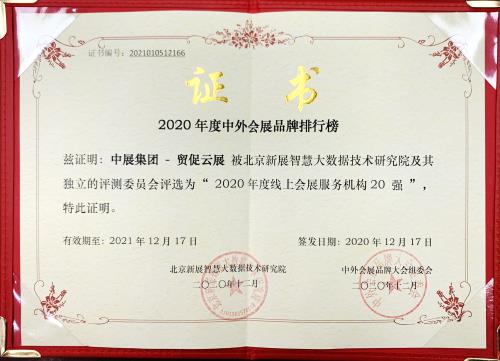 证书编号：2021010512166
证 书
2020 年度中外会展品牌排行榜
兹证明：中展集团 - 贸促云展 被北京新展智慧大数据技术研究院及其
独立的评测委员会评选为“ 2020 年度线上会展服务机构 20 强 ”，
特此证明。
有效期至：2021 年 12 月 17 日
签发日期：2020 年 12 月 17 日
北京新展智慧大数据技术研究院
中外会展品牌大会组委会
二〇二〇年十二月
二〇二〇年十二月